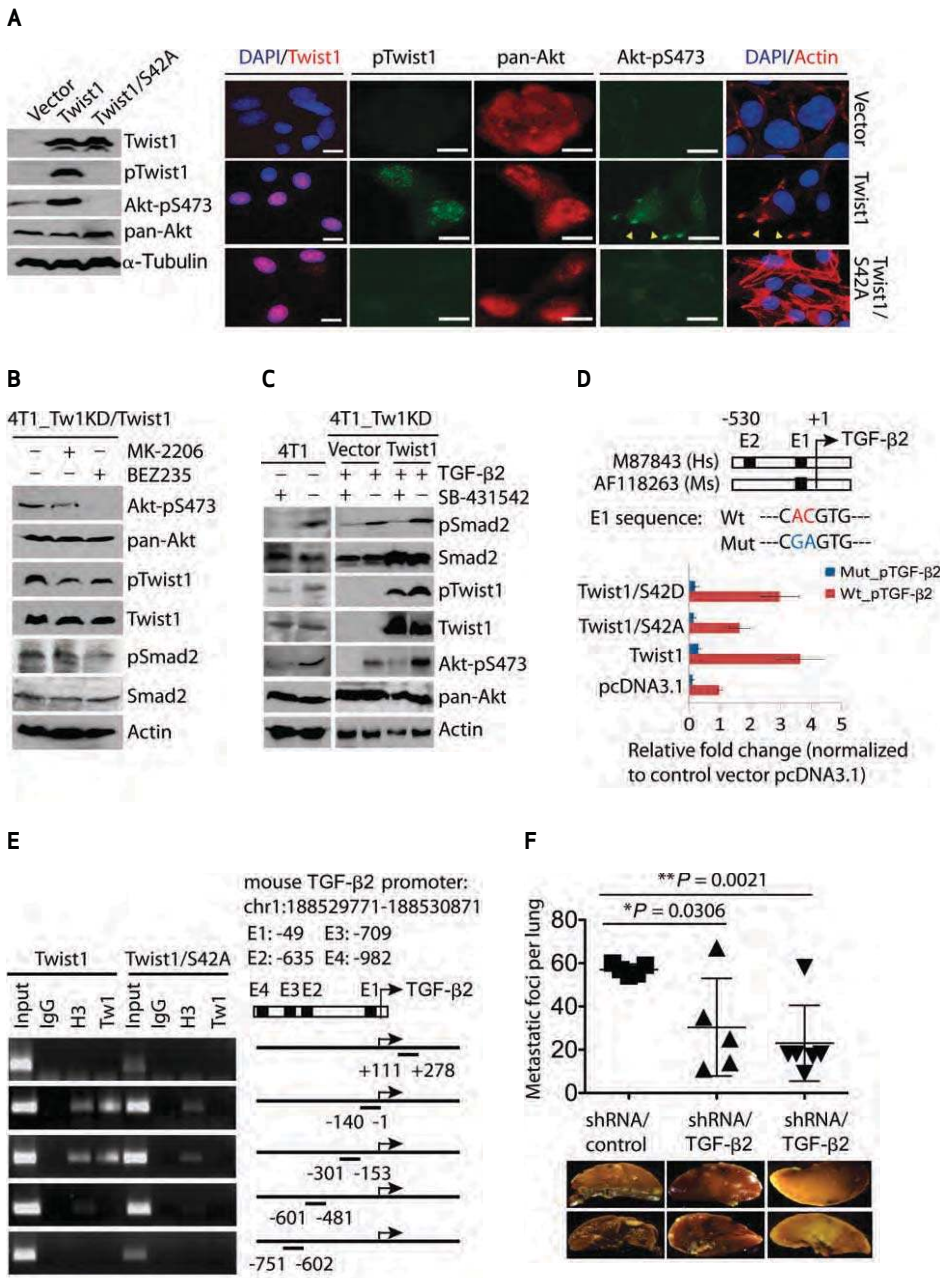 A
Vector
Twist1
Twist1/S42A
Twist1
pTwist1
Akt-pS473
pan-Akt
α-Tubulin
DAPI/Twist1 pTwist1 pan-Akt Akt-pS473 DAPI/Actin
Vector
Twist1
Twist1/
S42A
B
4T1_Tw1KD/Twist1
− + − MK-2206
− − + BEZ235
Akt-pS473
pan-Akt
pTwist1
Twist1
pSmad2
Smad2
Actin
C
4T1_Tw1KD
4T1 Vector Twist1
− − + + + + TGF-β2
+ − + − + − SB-431542
pSmad2
Smad2
pTwist1
Twist1
Akt-pS473
pan-Akt
Actin
D
-530 +1
E2 E1 TGF-β2
M87843 (Hs)
AF118263 (Ms)
E1 sequence: Wt ---CACGTG---
Mut ---CGAGTG---
Mut_pTGF-β2
Wt_pTGF-β2
Twist1/S42D
Twist1/S42A
Twist1
pcDNA3.1
0 1 2 3 4 5
Relative fold change (normalized
to control vector pcDNA3.1)
E
mouse TGF-β2 promoter:
chr1:188529771-188530871
E1: -49 E3: -709
E2: -635 E4: -982
Twist1 Twist1/S42A
Input IgG H3 Tw1 Input IgG H3 Tw1
E4 E3 E2 E1 TGF-β2
+111 +278
-140 -1
-301 -153
-601 -481
-751 -602
F
**P = 0.0021
*P = 0.0306
Metastatic foci per lung
80
60
40
20
0
shRNA/ shRNA/ shRNA/
control TGF-β2 TGF-β2